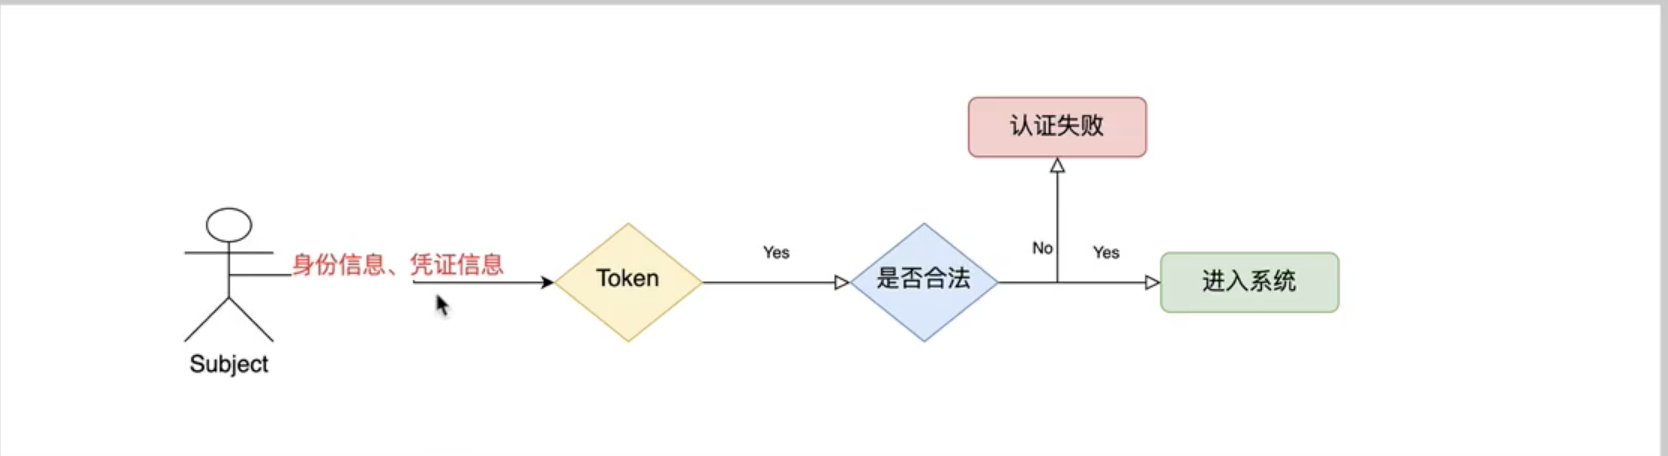 认证失败
身份信息、凭证信息
Token
Yes
是否合法
No
Yes
进入系统
Subject